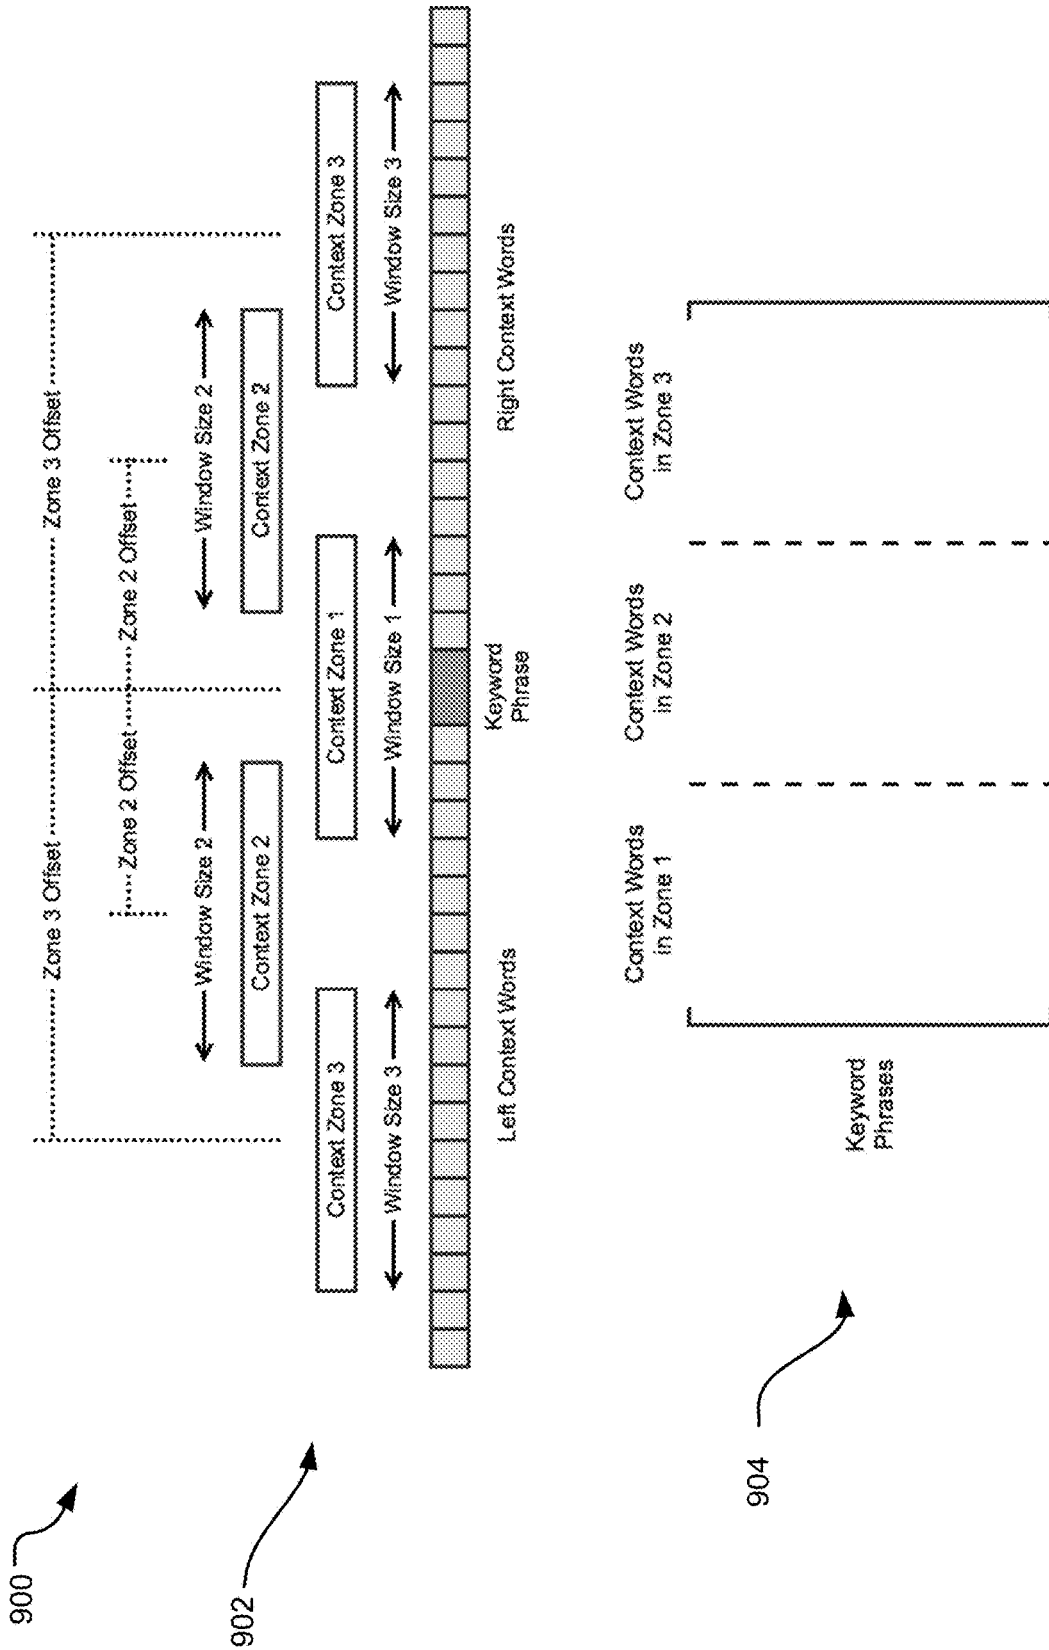 900
902
Zone 3 Offset
Zone 3 Offset
Zone 2 Offset
Zone 2 Offset
Window Size 2
Window Size 2
Context Zone 2
Context Zone 2
Context Zone 3
Context Zone 1
Context Zone 3
Window Size 3
Window Size 1
Window Size 3
Left Context Words
Keyword
Phrase
Right Context Words
904
Context Words
in Zone 1
Context Words
in Zone 2
Context Words
in Zone 3
Keyword
Phrases